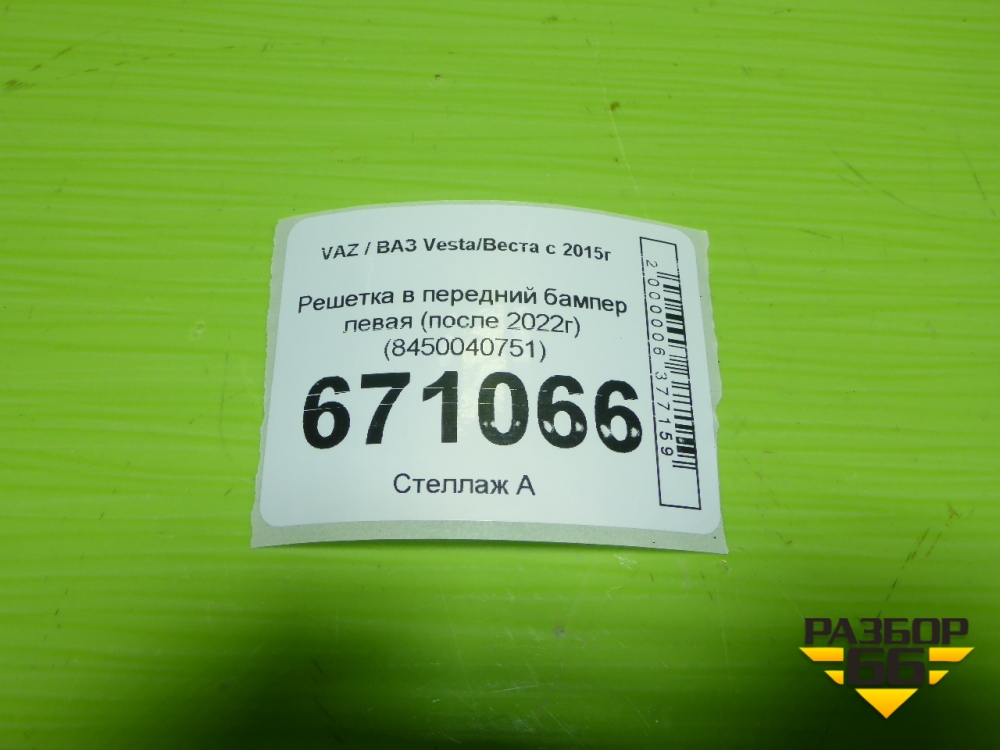 VAZ / ВАЗ Vesta/Веста с 2015г
Решетка в передний бампер
левая (после 2022г)
(8450040751)
671066
Стеллаж А
2000006377159
РАЗБОР
66